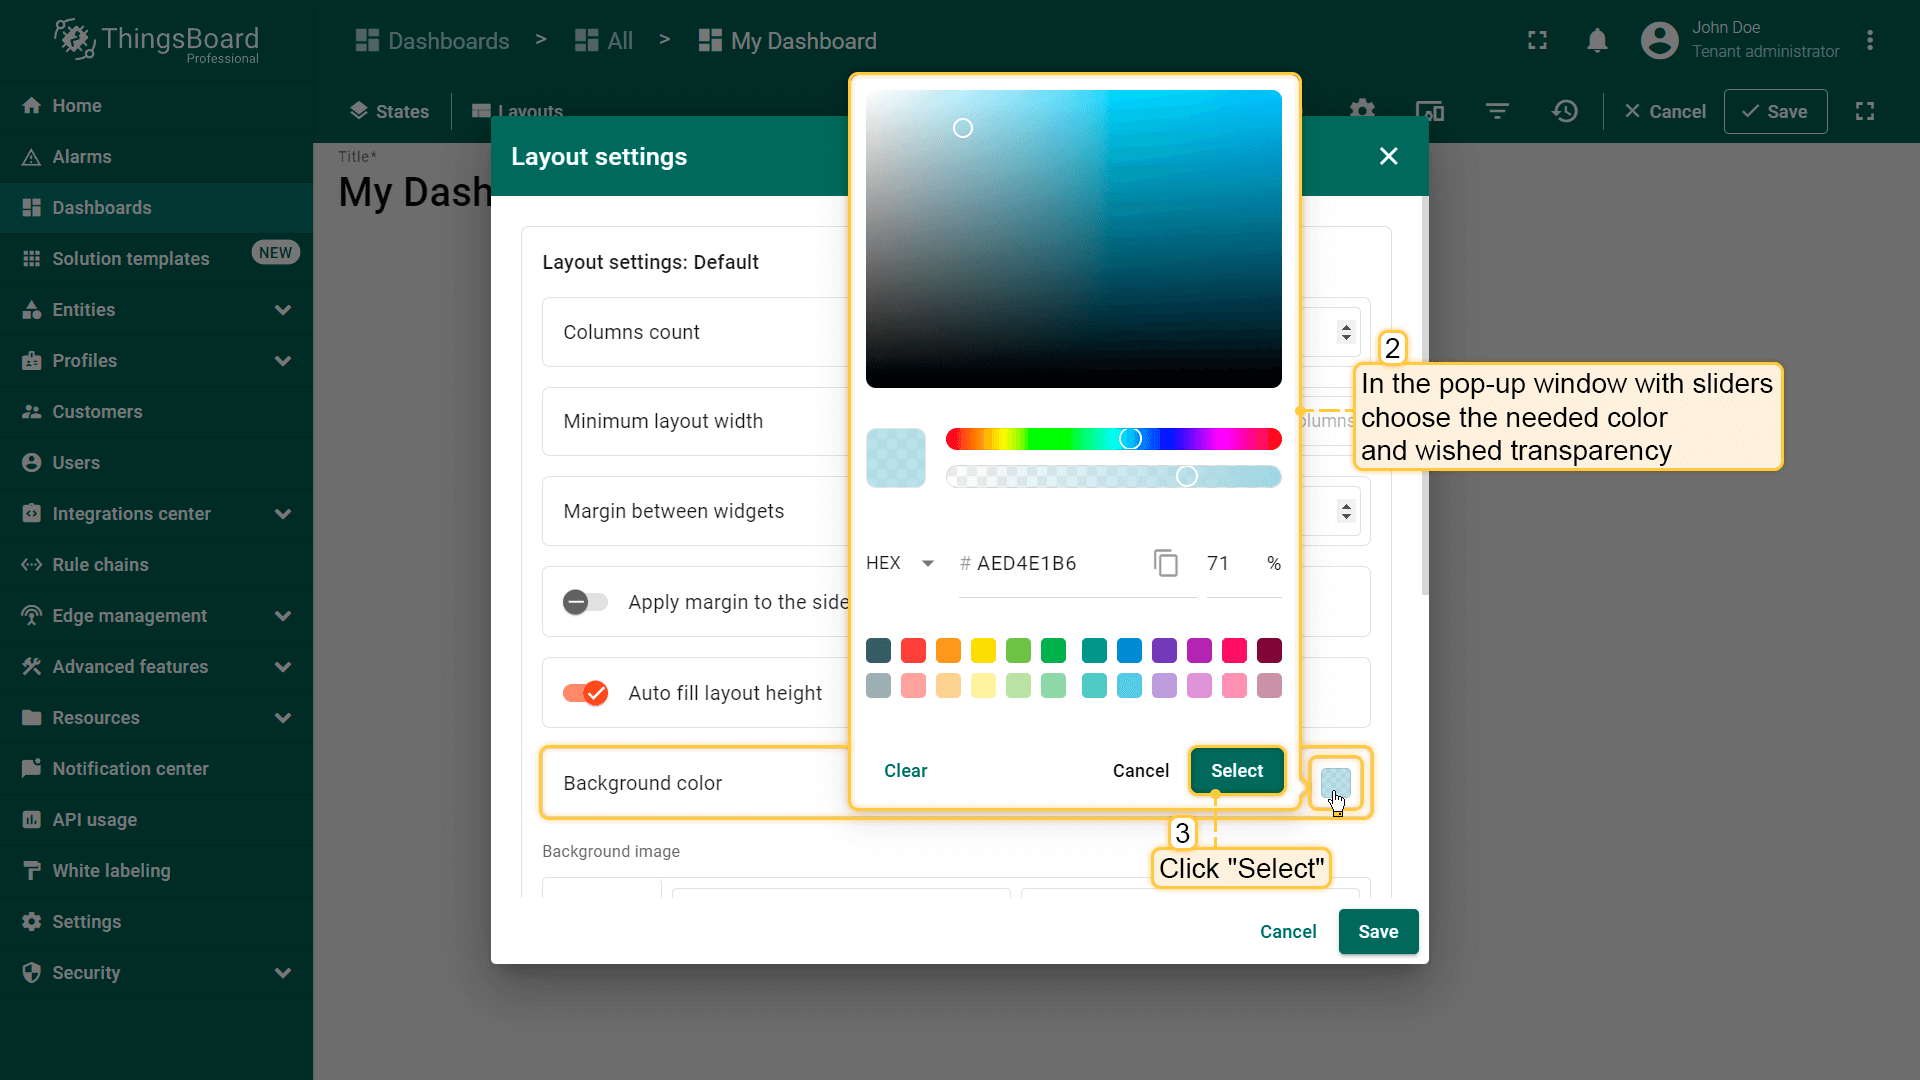 ThingsBoard
Professional
Dashboards > All > My Dashboard
John Doe
Tenant administrator
Home
Alarms
Dashboards
Solution templates NEW
Entities
Profiles
Customers
Users
Integrations center
Rule chains
Edge management
Advanced features
Resources
Notification center
API usage
White labeling
Settings
Security
States
Layouts
Cancel
Save
Title*
My Dash
Layout settings
Layout settings: Default
Columns count
Minimum layout width
olumns
Margin between widgets
Apply margin to the side
Auto fill layout height
Background color
Background image
Cancel
Save
HEX
# AED4E1B6
71 %
Clear
Cancel
Select
2
In the pop-up window with sliders
choose the needed color
and wished transparency
3
Click "Select"